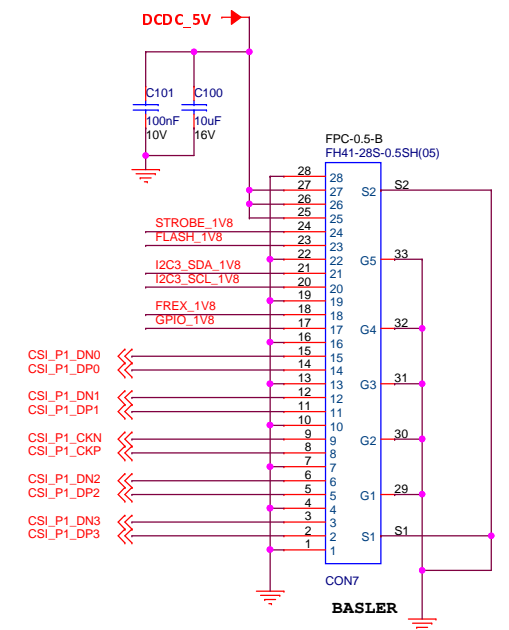 DCDC_5V
C101
C100
100nF
10uF
10V
16V
FPC-0.5-B
FH41-28S-0.5SH(05)
28 28
27 27 S2 S2
26 26
25 25
STROBE_1V8 24 24
FLASH_1V8 23 23
22 22 G5 33
I2C3_SDA_1V8 21 21
I2C3_SCL_1V8 20 20
19 19
FREX_1V8 18 18
GPIO_1V8 17 17 G4 32
16 16
CSI_P1_DN0 15 15
CSI_P1_DP0 14 14
13 13 G3 31
CSI_P1_DN1 12 12
CSI_P1_DP1 11 11
10 10
CSI_P1_CKN 9 9 G2 30
CSI_P1_CKP 8 8
7 7
CSI_P1_DN2 6 6
CSI_P1_DP2 5 5 G1 29
4 4
CSI_P1_DN3 3 3
CSI_P1_DP3 2 2 S1 S1
1 1
CON7
BASLER